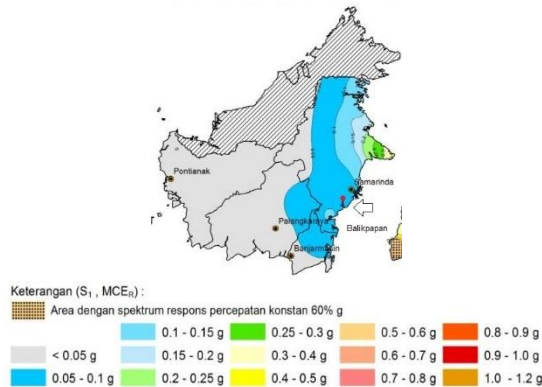 Pontianak
Samarinda
Palangkaraya
Balikpapan
Banjarmasin
Keterangan (S1 , MCER) :
Area dengan spektrum respons percepatan konstan 60% g
0.1 - 0.15 g 0.25 - 0.3 g 0.5 - 0.6 g 0.8 - 0.9 g
< 0.05 g 0.15 - 0.2 g 0.3 - 0.4 g 0.6 - 0.7 g 0.9 - 1.0 g
0.05 - 0.1 g 0.2 - 0.25 g 0.4 - 0.5 g 0.7 - 0.8 g 1.0 - 1.2 g